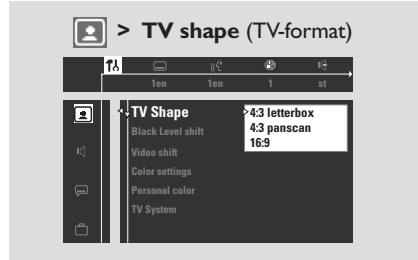 > TV shape (TV-format)
1en 1en 1 st
TV Shape
Black Level shift
Video shift
Color settings
Personal color
TV System
4:3 letterbox
4:3 panscan
16:9